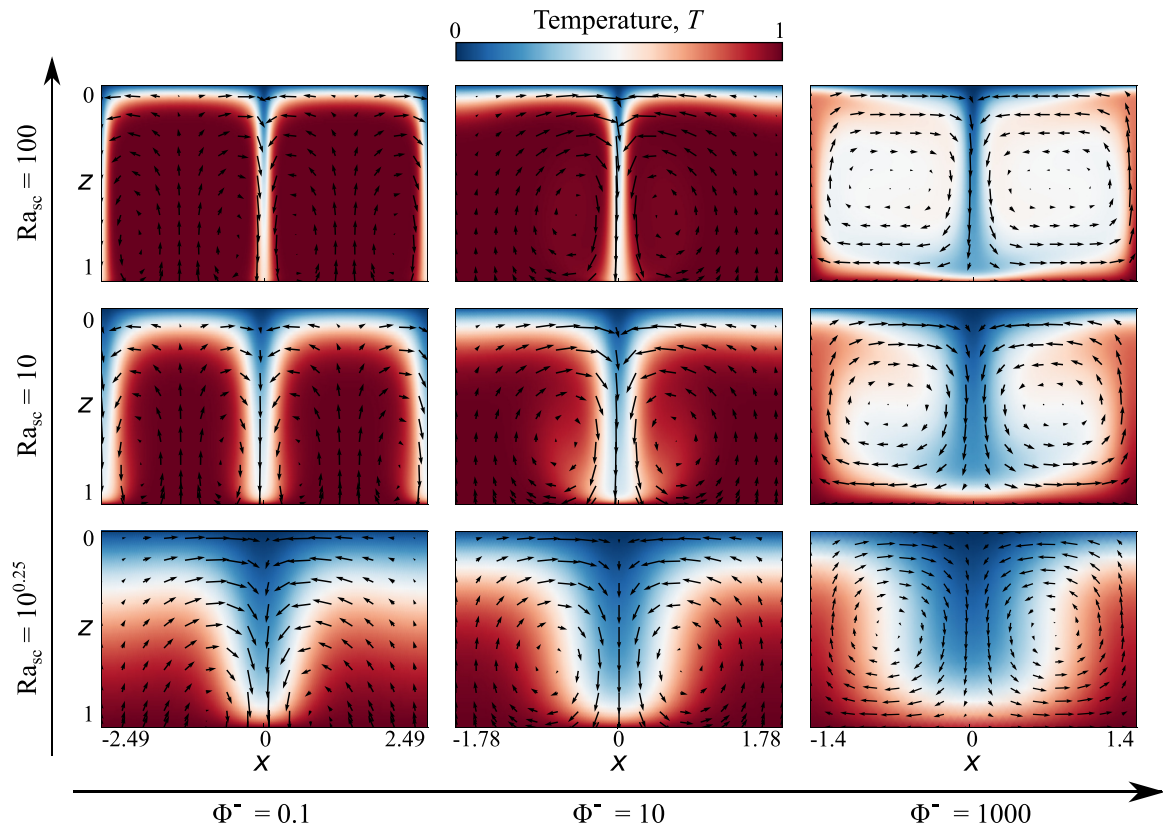 Temperature, T
0 1
Ra_sc = 100
0
z
1
Ra_sc = 10
0
z
1
Ra_sc = 10^0.25
0
z
1
-2.49 0 2.49
x
-1.78 0 1.78
x
-1.4 0 1.4
x
Φ⁻ = 0.1
Φ⁻ = 10
Φ⁻ = 1000